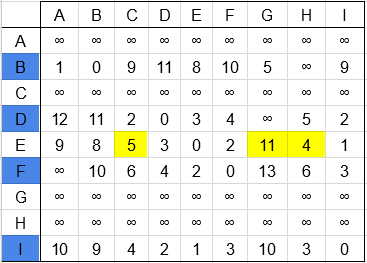 A B C D E F G H I
A ∞ ∞ ∞ ∞ ∞ ∞ ∞ ∞ ∞
B 1 0 9 11 8 10 5 ∞ 9
C ∞ ∞ ∞ ∞ ∞ ∞ ∞ ∞ ∞
D 12 11 2 0 3 4 ∞ 5 2
E 9 8 5 3 0 2 11 4 1
F ∞ 10 6 4 2 0 13 6 3
G ∞ ∞ ∞ ∞ ∞ ∞ ∞ ∞ ∞
H ∞ ∞ ∞ ∞ ∞ ∞ ∞ ∞ ∞
I 10 9 4 2 1 3 10 3 0